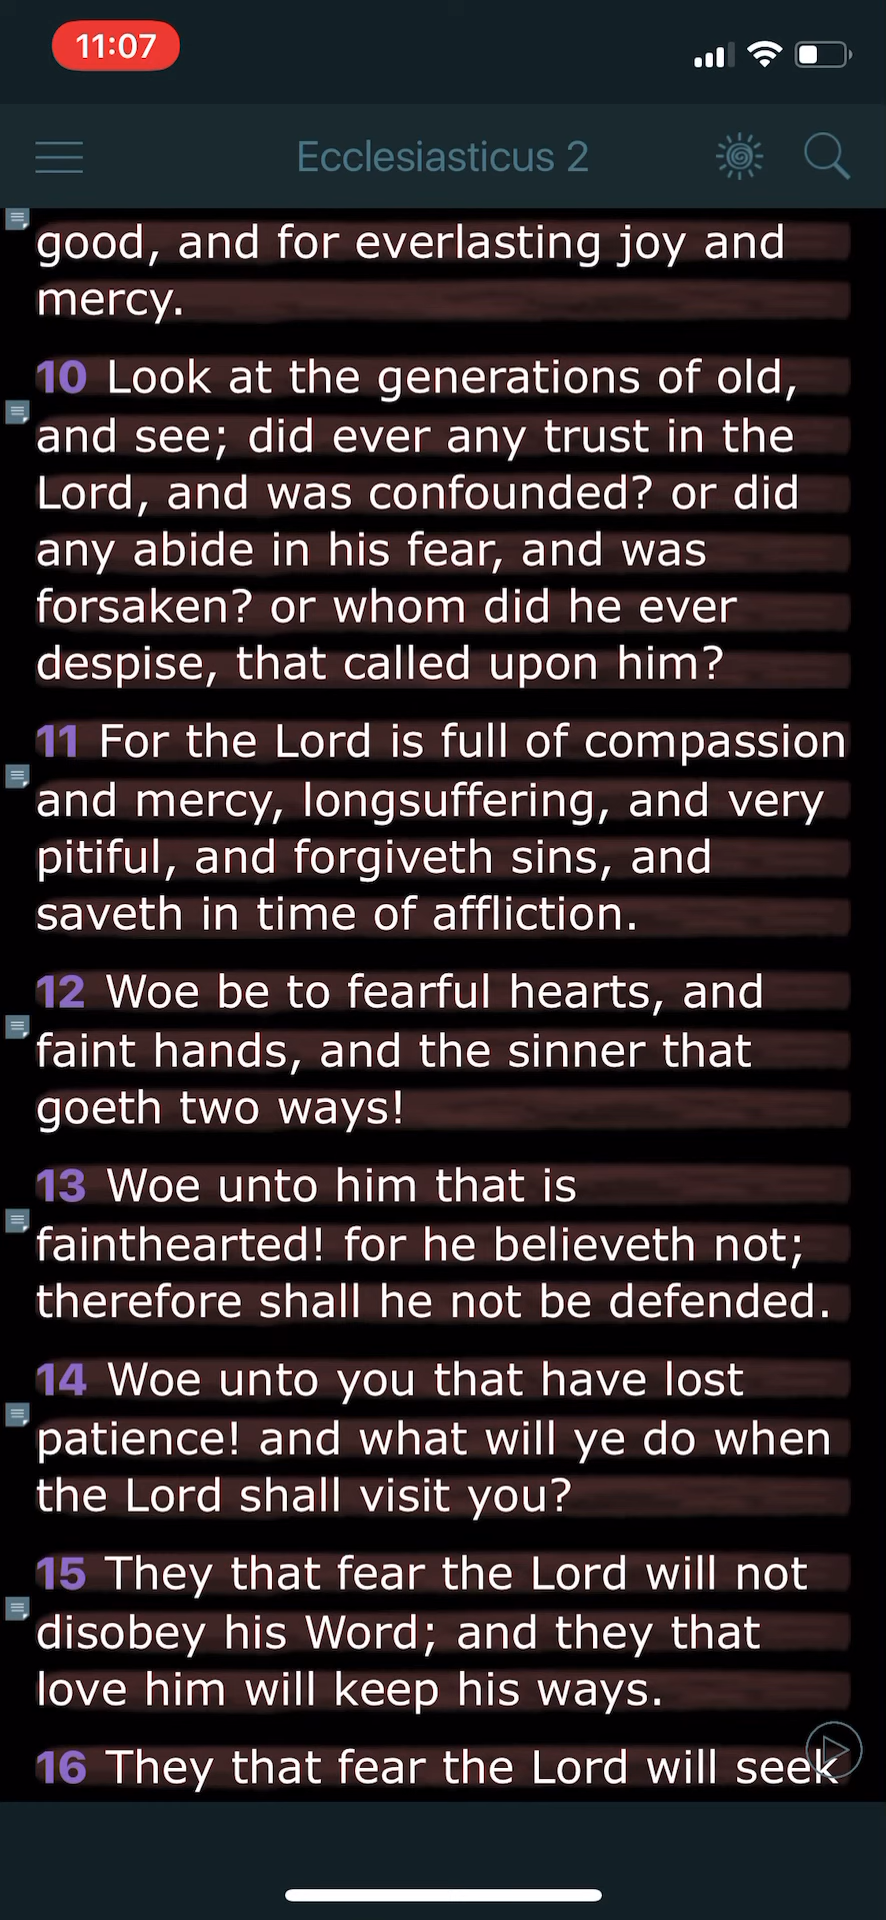 11:07
Ecclesiasticus 2
good, and for everlasting joy and
mercy.
10 Look at the generations of old,
and see; did ever any trust in the
Lord, and was confounded? or did
any abide in his fear, and was
forsaken? or whom did he ever
despise, that called upon him?
11 For the Lord is full of compassion
and mercy, longsuffering, and very
pitiful, and forgiveth sins, and
saveth in time of affliction.
12 Woe be to fearful hearts, and
faint hands, and the sinner that
goeth two ways!
13 Woe unto him that is
fainthearted! for he believeth not;
therefore shall he not be defended.
14 Woe unto you that have lost
patience! and what will ye do when
the Lord shall visit you?
15 They that fear the Lord will not
disobey his Word; and they that
love him will keep his ways.
16 They that fear the Lord will seek